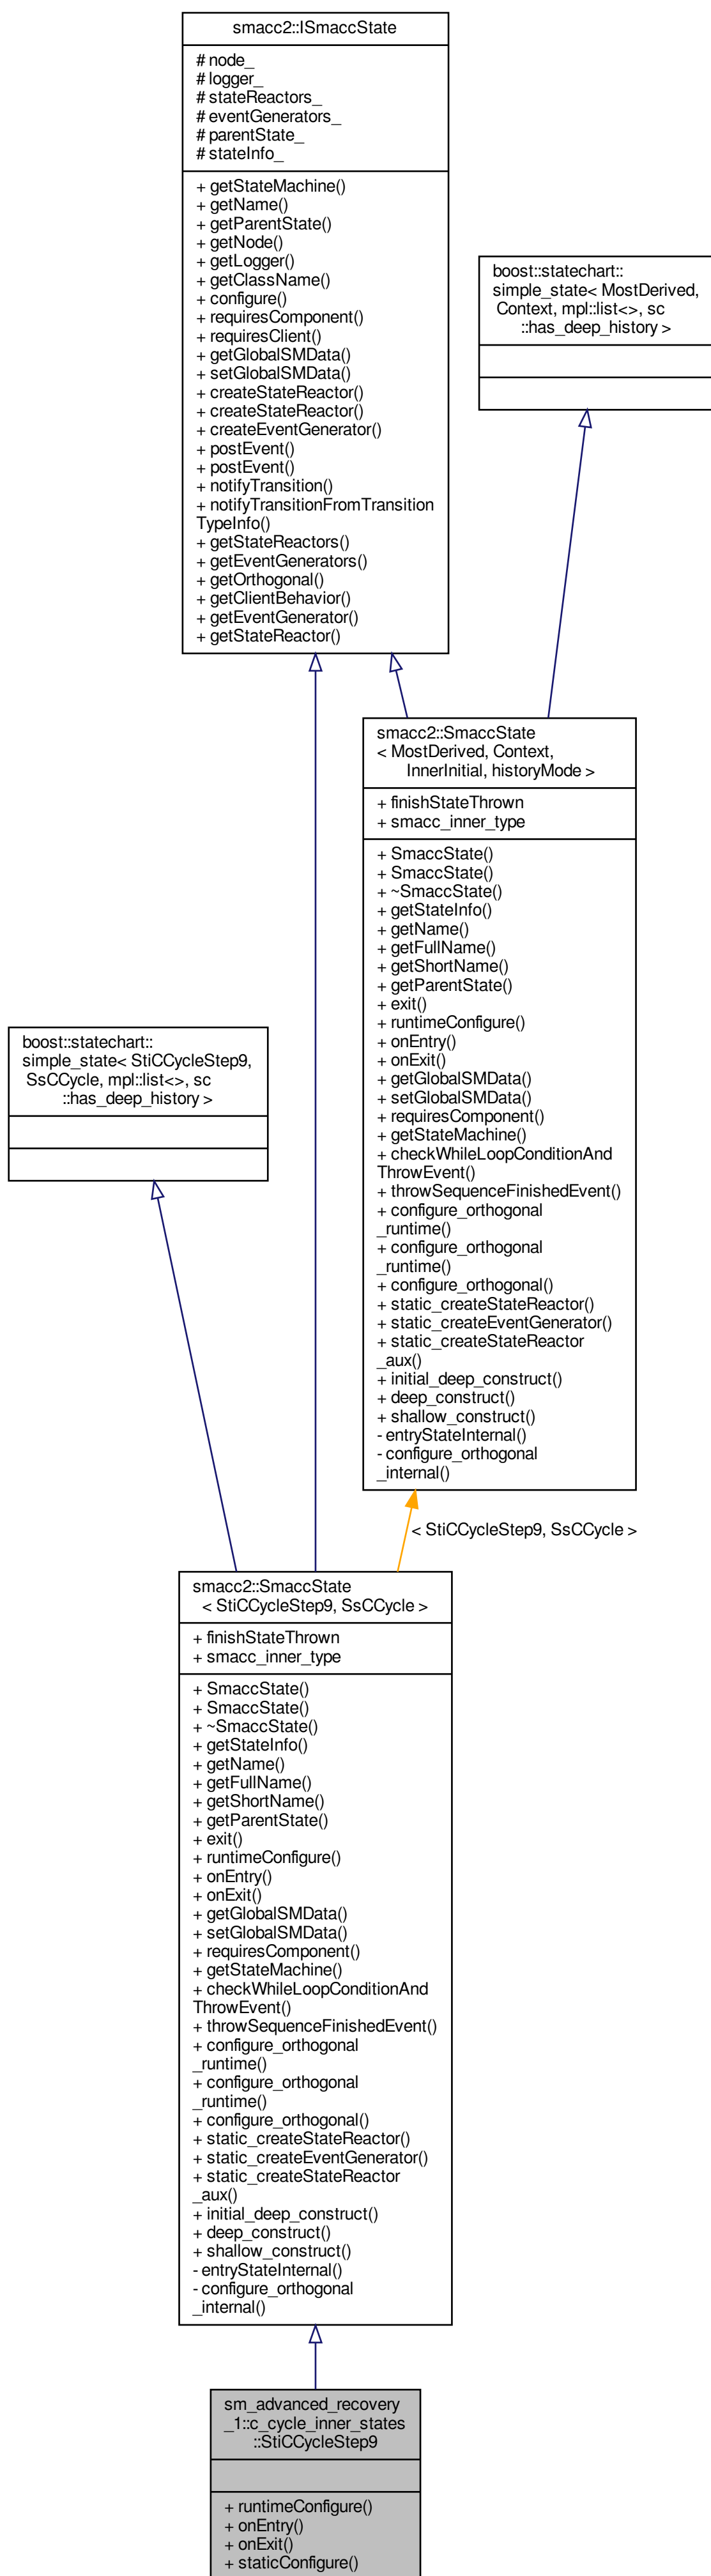 smacc2::ISmaccState
# node_
# logger_
# stateReactors_
# eventGenerators_
# parentState_
# stateInfo_
+ getStateMachine()
+ getName()
+ getParentState()
+ getNode()
+ getLogger()
+ getClassName()
+ configure()
+ requiresComponent()
+ requiresClient()
+ getGlobalSMData()
+ setGlobalSMData()
+ createStateReactor()
+ createStateReactor()
+ createEventGenerator()
+ postEvent()
+ postEvent()
+ notifyTransition()
+ notifyTransitionFromTransition
TypeInfo()
+ getStateReactors()
+ getEventGenerators()
+ getOrthogonal()
+ getClientBehavior()
+ getEventGenerator()
+ getStateReactor()
boost::statechart::
simple_state< MostDerived,
Context, mpl::list<>, sc
::has_deep_history >
smacc2::SmaccState
< MostDerived, Context,
InnerInitial, historyMode >
+ finishStateThrown
+ smacc_inner_type
+ SmaccState()
+ SmaccState()
+ ~SmaccState()
+ getStateInfo()
+ getName()
+ getFullName()
+ getShortName()
+ getParentState()
+ exit()
+ runtimeConfigure()
+ onEntry()
+ onExit()
+ getGlobalSMData()
+ setGlobalSMData()
+ requiresComponent()
+ getStateMachine()
+ checkWhileLoopConditionAnd
ThrowEvent()
+ throwSequenceFinishedEvent()
+ configure_orthogonal
_runtime()
+ configure_orthogonal
_runtime()
+ configure_orthogonal()
+ static_createStateReactor()
+ static_createEventGenerator()
+ static_createStateReactor
_aux()
+ initial_deep_construct()
+ deep_construct()
+ shallow_construct()
- entryStateInternal()
- configure_orthogonal
_internal()
boost::statechart::
simple_state< StiCCycleStep9,
SsCCycle, mpl::list<>, sc
::has_deep_history >
< StiCCycleStep9, SsCCycle >
smacc2::SmaccState
< StiCCycleStep9, SsCCycle >
+ finishStateThrown
+ smacc_inner_type
+ SmaccState()
+ SmaccState()
+ ~SmaccState()
+ getStateInfo()
+ getName()
+ getFullName()
+ getShortName()
+ getParentState()
+ exit()
+ runtimeConfigure()
+ onEntry()
+ onExit()
+ getGlobalSMData()
+ setGlobalSMData()
+ requiresComponent()
+ getStateMachine()
+ checkWhileLoopConditionAnd
ThrowEvent()
+ throwSequenceFinishedEvent()
+ configure_orthogonal
_runtime()
+ configure_orthogonal
_runtime()
+ configure_orthogonal()
+ static_createStateReactor()
+ static_createEventGenerator()
+ static_createStateReactor
_aux()
+ initial_deep_construct()
+ deep_construct()
+ shallow_construct()
- entryStateInternal()
- configure_orthogonal
_internal()
sm_advanced_recovery
_1::c_cycle_inner_states
::StiCCycleStep9
+ runtimeConfigure()
+ onEntry()
+ onExit()
+ staticConfigure()